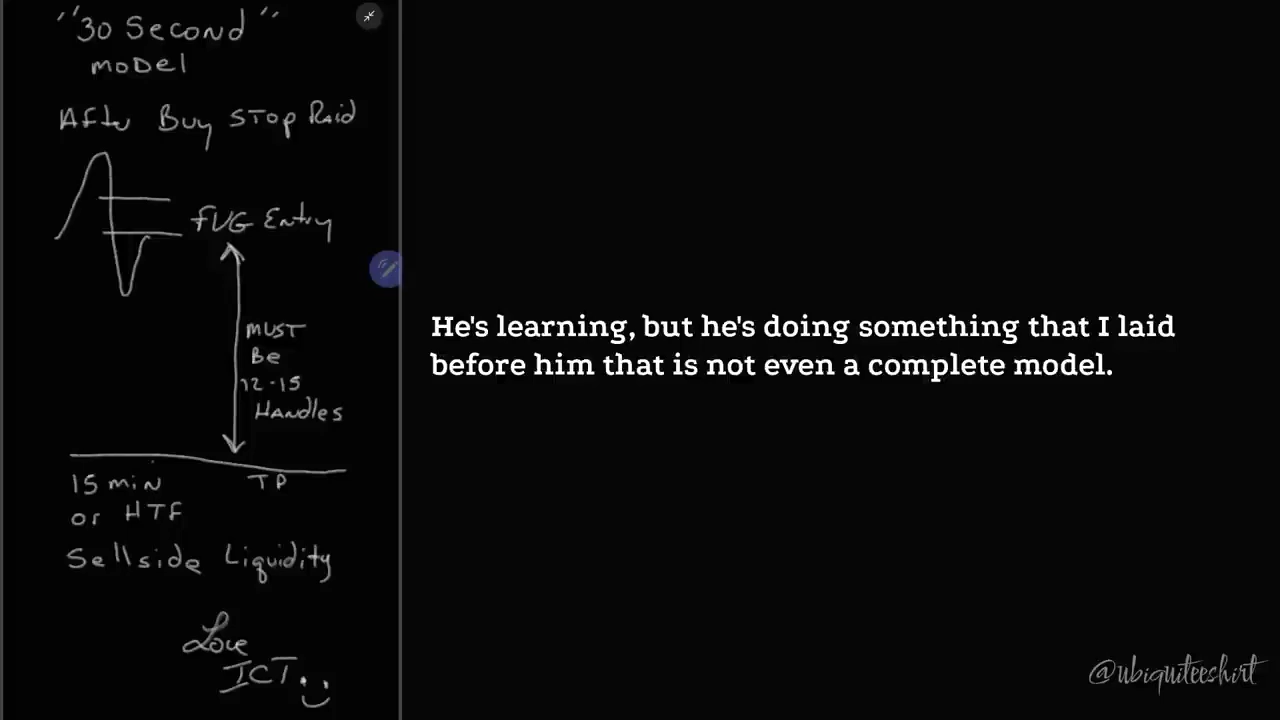 "30 Second"
model
After Buy STop Raid
FVG Entry
MUST
Be
12-15
HANdles
15 min
TP
or HTF
Sellside Liquidity
Love
ICT
He's learning, but he's doing something that I laid
before him that is not even a complete model.
@ubiquiteeshirt